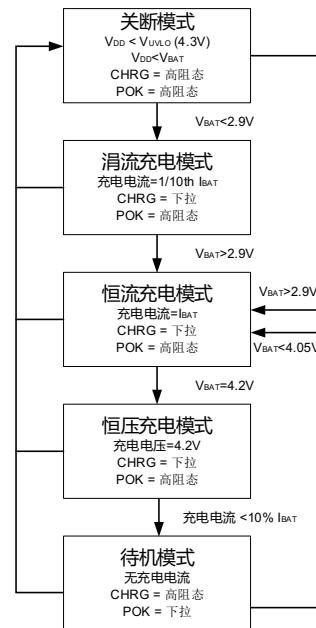 关断模式
VDD < VUVLO (4.3V)
VDD<VBAT
CHRG = 高阻态
POK = 高阻态
VBAT<2.9V
涓流充电模式
充电电流=1/10th IBAT
CHRG = 下拉
POK = 高阻态
VBAT>2.9V
恒流充电模式
充电电流=IBAT
CHRG = 下拉
POK = 高阻态
VBAT>2.9V
VBAT<4.05V
VBAT=4.2V
恒压充电模式
充电电压=4.2V
CHRG = 下拉
POK = 高阻态
充电电流 <10% IBAT
待机模式
无充电电流
CHRG = 高阻态
POK = 下拉